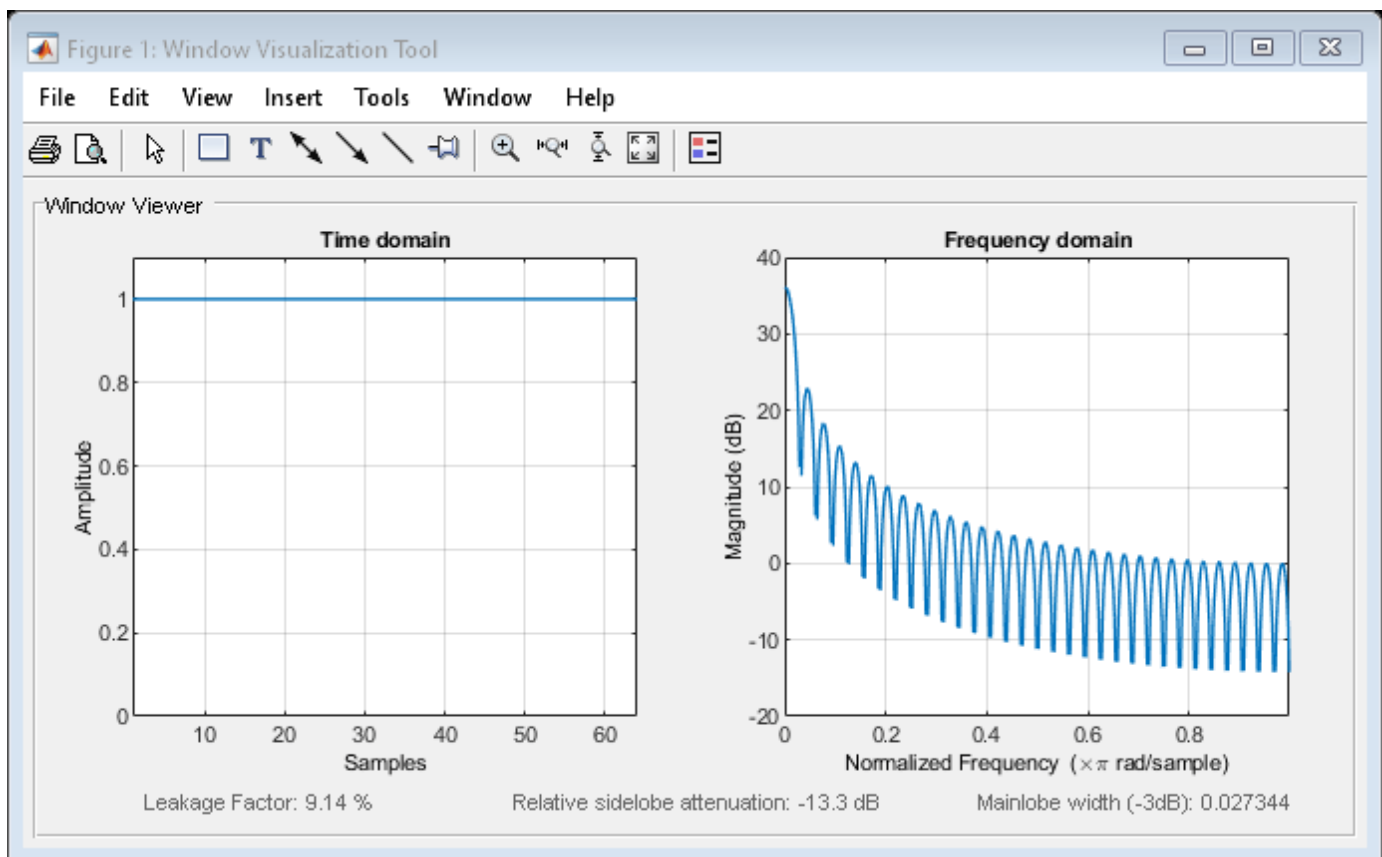 Figure 1: Window Visualization Tool
File Edit View Insert Tools Window Help
T
Window Viewer
Time domain
Amplitude
1
0.8
0.6
0.4
0.2
0
10 20 30 40 50 60
Samples
Frequency domain
Magnitude (dB)
40
30
20
10
0
-10
-20
0 0.2 0.4 0.6 0.8
Normalized Frequency (×π rad/sample)
Leakage Factor: 9.14 % Relative sidelobe attenuation: -13.3 dB Mainlobe width (-3dB): 0.027344